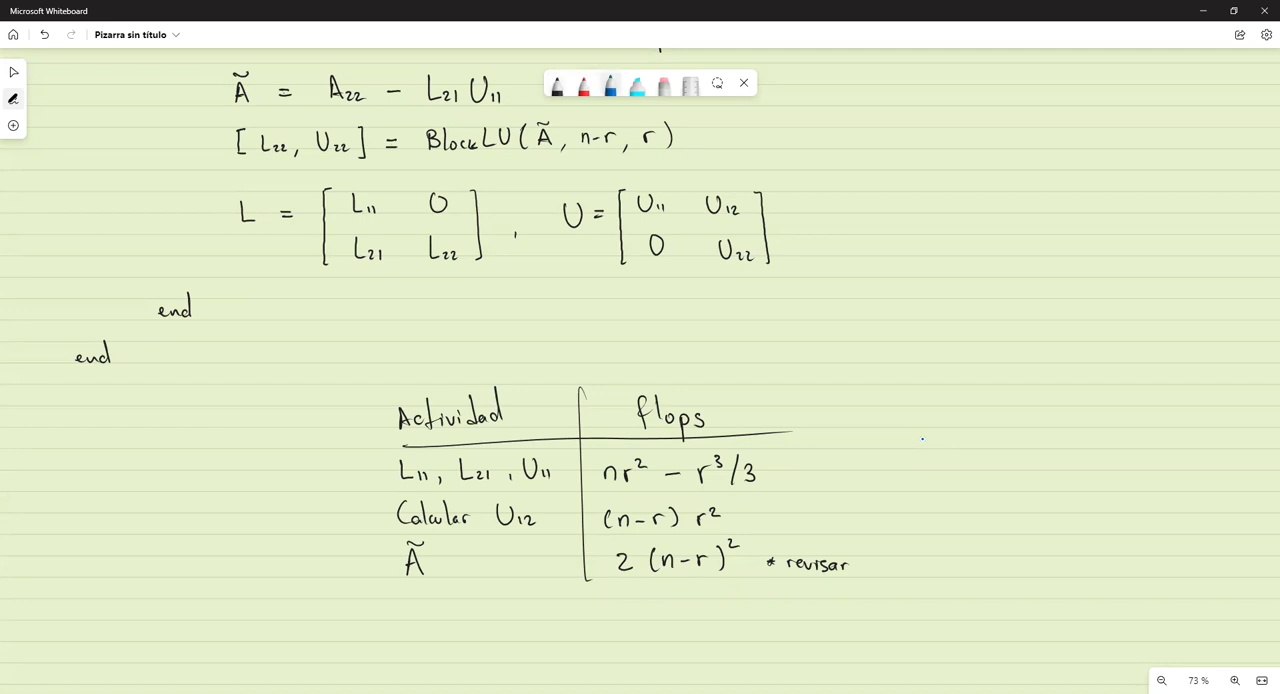 Microsoft Whiteboard
Pizarra sin título
Ã = A₂₂ - L₂₁ U₁₁
[ L₂₂, U₂₂ ] = BlockLU( Ã, n-r, r )
L = [ L₁₁ 0 , U = [ U₁₁ U₁₂
L₂₁ L₂₂ ] 0 U₂₂ ]
end
end
Actividad | flops
L₁₁, L₂₁, U₁₁ | nr² - r³/3
Calcular U₁₂ | (n-r) r²
Ã | 2 (n-r)² * revisar
73 %